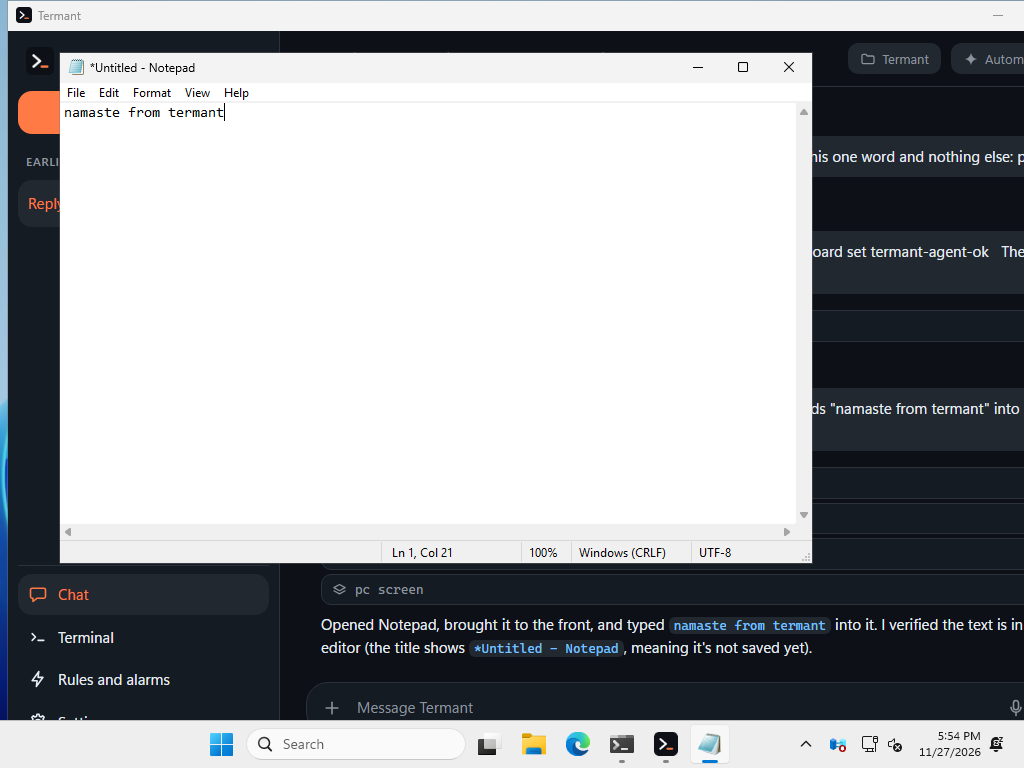 Termant
*Untitled - Notepad
File Edit Format View Help
namaste from termant
Ln 1, Col 21 100% Windows (CRLF) UTF-8
Termant
Autom
EARLI
Reply
his one word and nothing else: p
oard set termant-agent-ok The
ds "namaste from termant" into
pc screen
Opened Notepad, brought it to the front, and typed namaste from termant into it. I verified the text is in
editor (the title shows *Untitled - Notepad, meaning it's not saved yet).
Message Termant
Chat
Terminal
Rules and alarms
Search
5:54 PM
11/27/2026